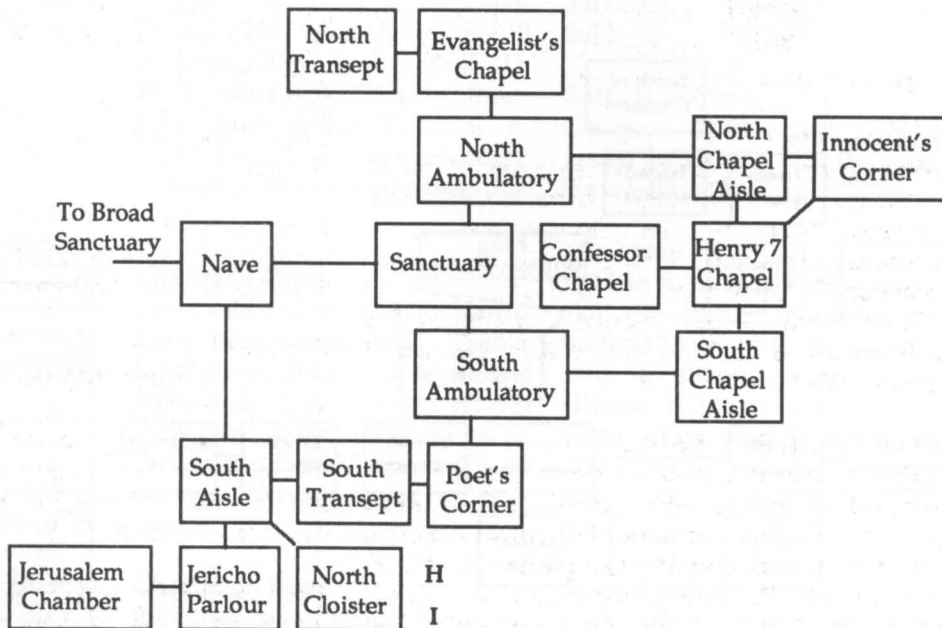 North
Transept
Evangelist's
Chapel
North
Ambulatory
North
Chapel
Aisle
Innocent's
Corner
To Broad
Sanctuary
Nave
Sanctuary
Confessor
Chapel
Henry 7
Chapel
South
Ambulatory
South
Chapel
Aisle
South
Aisle
South
Transept
Poet's
Corner
Jerusalem
Chamber
Jericho
Parlour
North
Cloister
H
I